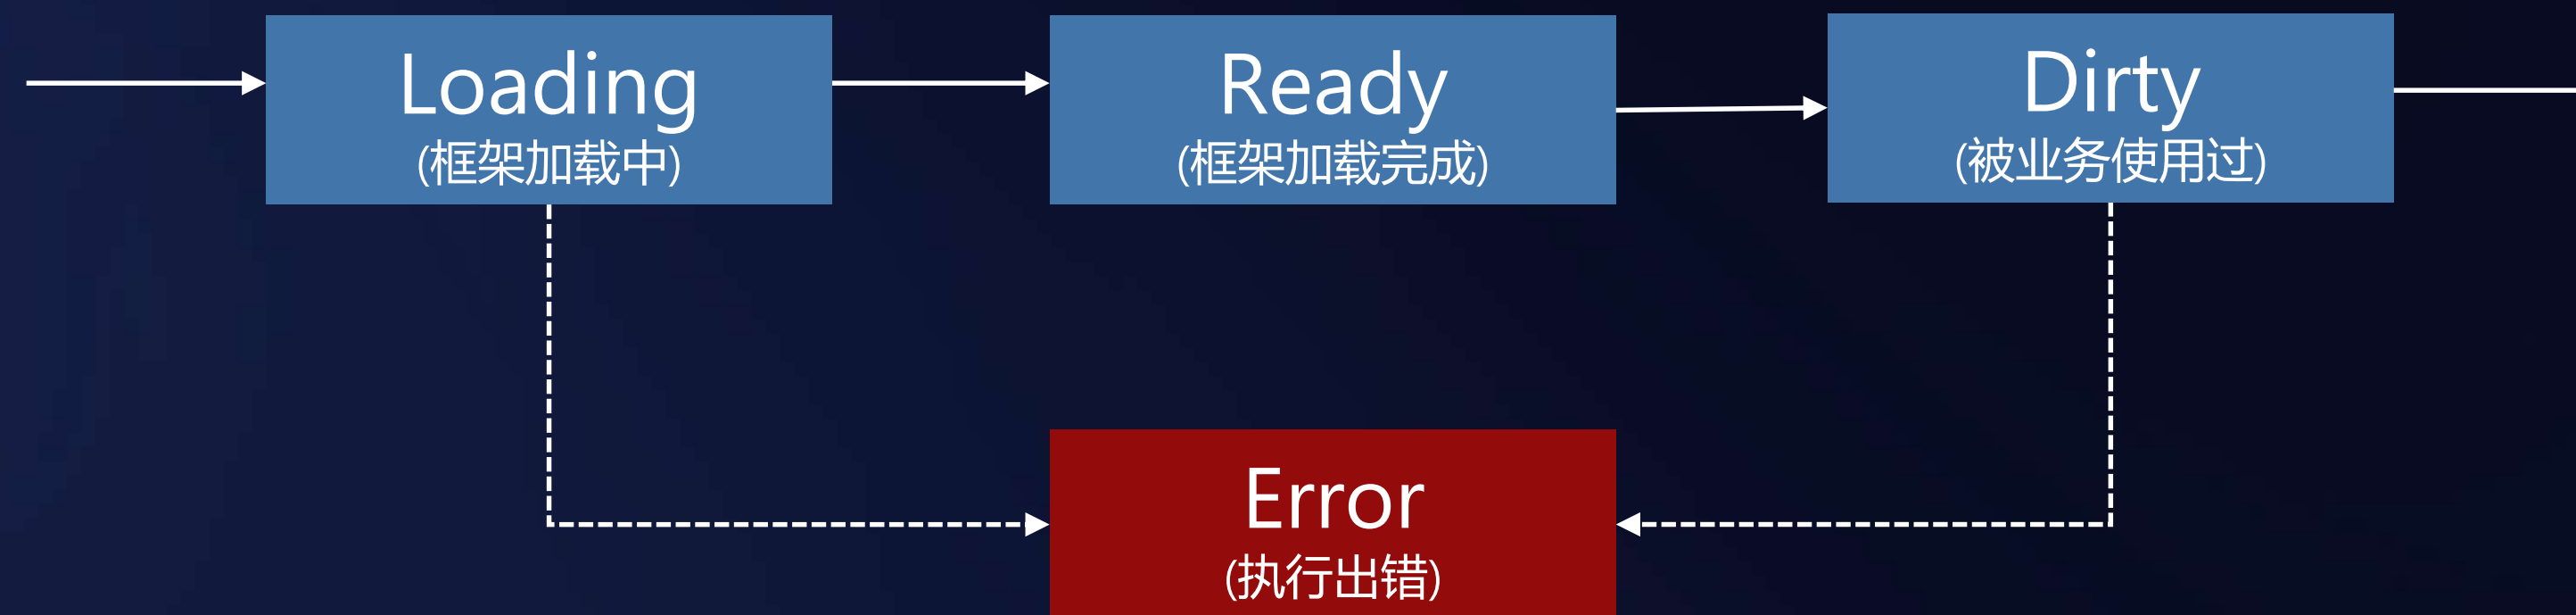 Loading
(框架加载中)
Ready
(框架加载完成)
Dirty
(被业务使用过)
Error
(执行出错)